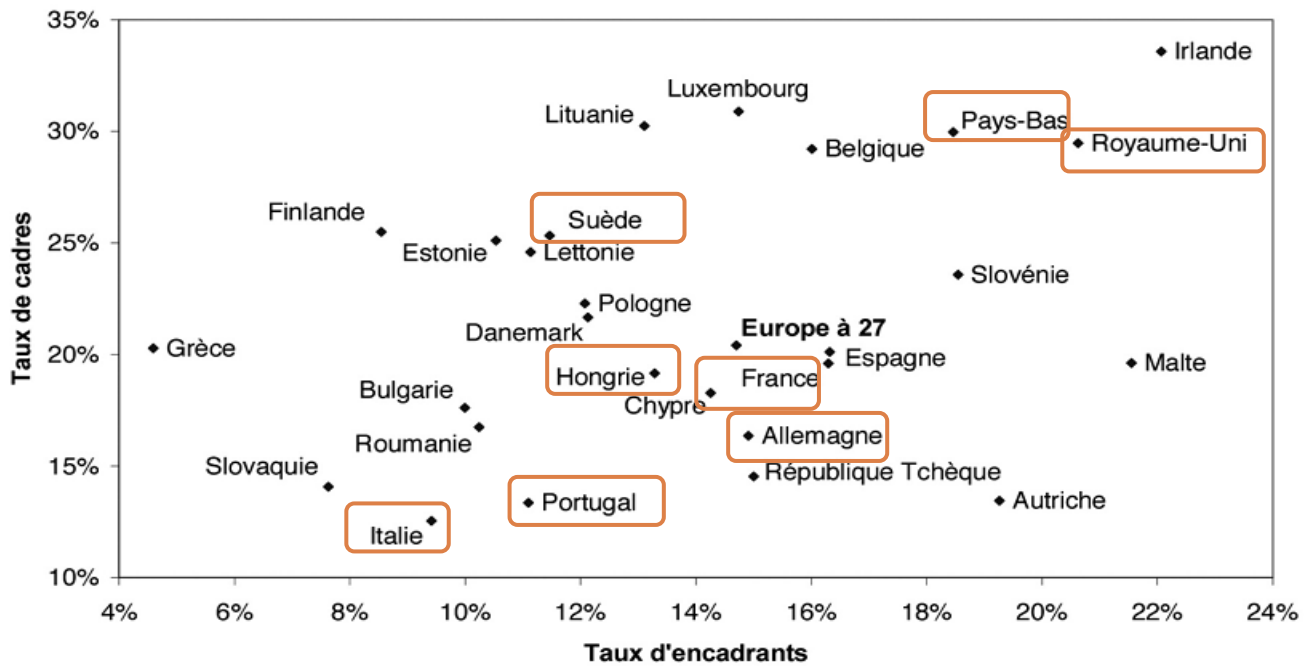 35%
30%
25%
20%
15%
10%
Taux de cadres
Irlande
Luxembourg
Lituanie
Pays-Bas
Royaume-Uni
Belgique
Finlande
Suède
Estonie
Lettonie
Slovénie
Pologne
Danemark
Europe à 27
Grèce
Espagne
Malte
Hongrie
France
Bulgarie
Chypre
Roumanie
Allemagne
Slovaquie
République Tchèque
Portugal
Autriche
Italie
4% 6% 8% 10% 12% 14% 16% 18% 20% 22% 24%
Taux d'encadrants